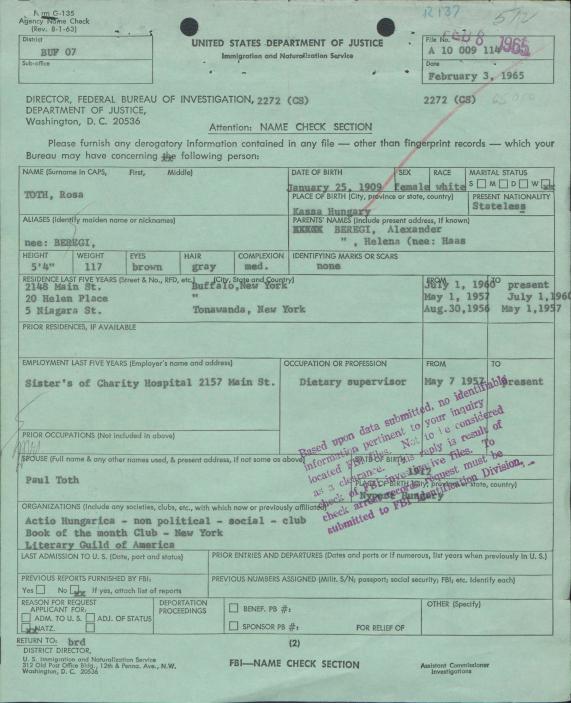 Form G-135
Agency Name Check
(Rev. 8-1-63)
R137
District
BUF 07
Sub-office
UNITED STATES DEPARTMENT OF JUSTICE
Immigration and Naturalization Service
FEB 8 1965
File No.
A 10 009 114
Date
February 3, 1965
DIRECTOR, FEDERAL BUREAU OF INVESTIGATION, 2272 (CS) 2272 (CS)
DEPARTMENT OF JUSTICE,
Washington, D. C. 20536
Attention: NAME CHECK SECTION
Please furnish any derogatory information contained in any file — other than fingerprint records — which your
Bureau may have concerning the following person:
NAME (Surname in CAPS, First, Middle)
TOTH, Rosa
DATE OF BIRTH SEX RACE MARITAL STATUS
January 25, 1909 female white S M D W
PLACE OF BIRTH (City, province or state, country) PRESENT NATIONALITY
Kassa Hungary Stateless
ALIASES (Identify maiden name or nicknames)
nee: BEREGI,
PARENTS' NAMES (Include present address, if known)
BEREGI, Alexander
" , Helena (nee: Haas
HEIGHT WEIGHT EYES HAIR COMPLEXION IDENTIFYING MARKS OR SCARS
5'4" 117 brown gray med. none
RESIDENCE LAST FIVE YEARS (Street & No., RFD, etc.) (City, State and Country) FROM TO
2148 Main St. Buffalo, New York July 1, 1960 present
20 Helen Place " May 1, 1957 July 1, 1960
5 Niagara St. Tonawanda, New York Aug.30,1956 May 1,1957
PRIOR RESIDENCES, IF AVAILABLE
EMPLOYMENT LAST FIVE YEARS (Employer's name and address) OCCUPATION OR PROFESSION FROM TO
Sister's of Charity Hospital 2157 Main St. Dietary supervisor May 7 1957 present
PRIOR OCCUPATIONS (Not included in above)
Based upon data submitted, no identifiable
information pertinent to your inquiry
located in files. Not to be considered
as a clearance. This reply is result of
check of FBI investigative files. To
check arrest records request must be
submitted to FBI Identification Division.
SPOUSE (Full name & any other names used, & present address, if not same as above) DATE OF BIRTH
Paul Toth 1912
PLACE OF BIRTH (City, province or state, country)
Hungary
ORGANIZATIONS (Include any societies, clubs, etc., with which now or previously affiliated)
Actio Hungarica - non political - social - club
Book of the month Club - New York
Literary Guild of America
LAST ADMISSION TO U. S. (Date, port and status) PRIOR ENTRIES AND DEPARTURES (Dates and ports or if numerous, list years when previously in U. S.)
PREVIOUS REPORTS FURNISHED BY FBI: PREVIOUS NUMBERS ASSIGNED (Milit. S/N; passport; social security; FBI, etc. Identify each)
Yes No xx If yes, attach list of reports
REASON FOR REQUEST DEPORTATION BENEF. PB #: OTHER (Specify)
APPLICANT FOR: PROCEEDINGS
ADM. TO U. S. ADJ. OF STATUS
xx NATZ. SPONSOR PB #: FOR RELIEF OF
RETURN TO: brd (2)
DISTRICT DIRECTOR,
U. S. Immigration and Naturalization Service
312 Old Post Office Bldg., 12th & Penna. Ave., N.W.
Washington, D. C. 20536
FBI—NAME CHECK SECTION
Assistant Commissioner
Investigations